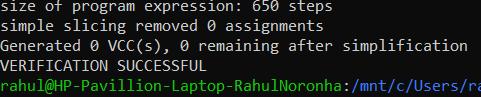 size of program expression: 650 steps
simple slicing removed 0 assignments
Generated 0 VCC(s), 0 remaining after simplification
VERIFICATION SUCCESSFUL
rahul@HP-Pavillion-Laptop-RahulNoronha:/mnt/c/Users/ra